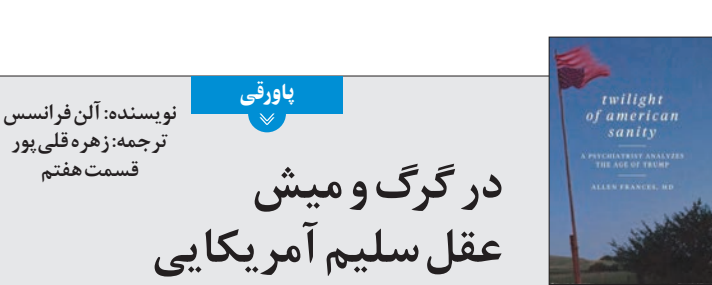 پاورقی
نویسنده: آلن فرانسس
ترجمه: زهره قلی‌پور
قسمت هفتم
در گرگ و میش
عقل سلیم آمریکایی
twilight
of american
sanity
A PSYCHIATRIST ANALYZES
THE AGE OF TRUMP
ALLEN FRANCES, MD